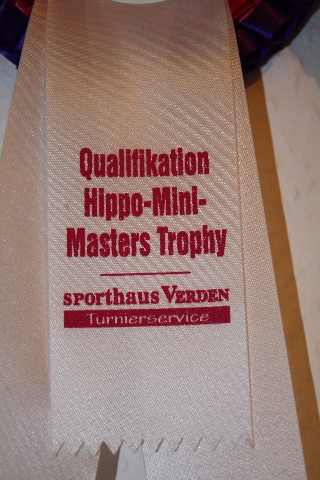 Qualifikation
Hippo-Mini-
Masters Trophy
SPORTHAUS VERDEN
Turnierservice